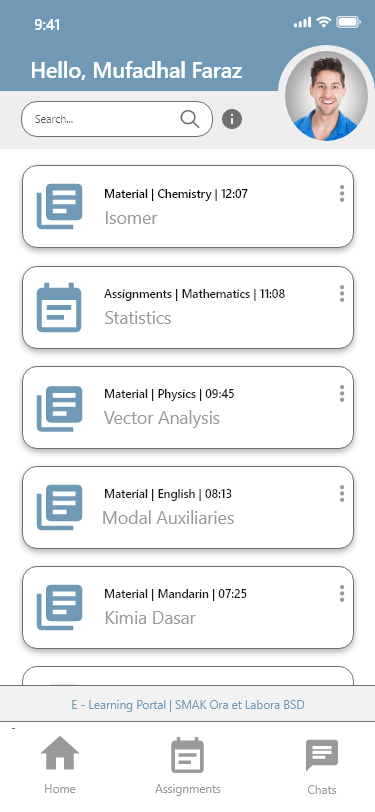 9:41
Hello, Mufadhal Faraz
Search...
Material | Chemistry | 12:07
Isomer
Assignments | Mathematics | 11:08
Statistics
Material | Physics | 09:45
Vector Analysis
Material | English | 08:13
Modal Auxiliaries
Material | Mandarin | 07:25
Kimia Dasar
E - Learning Portal | SMAK Ora et Labora BSD
Home
Assignments
Chats